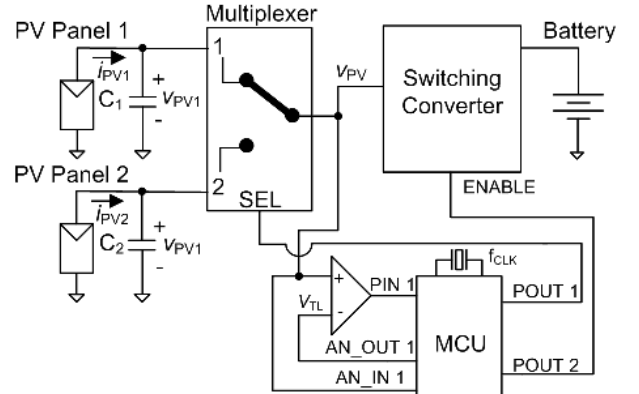 PV Panel 1
Multiplexer
Battery
iPV1
C1
+
vPV1
-
1
2
SEL
vPV
Switching
Converter
ENABLE
PV Panel 2
iPV2
C2
+
vPV1
-
fCLK
+
-
VTL
PIN 1
MCU
POUT 1
POUT 2
AN_OUT 1
AN_IN 1